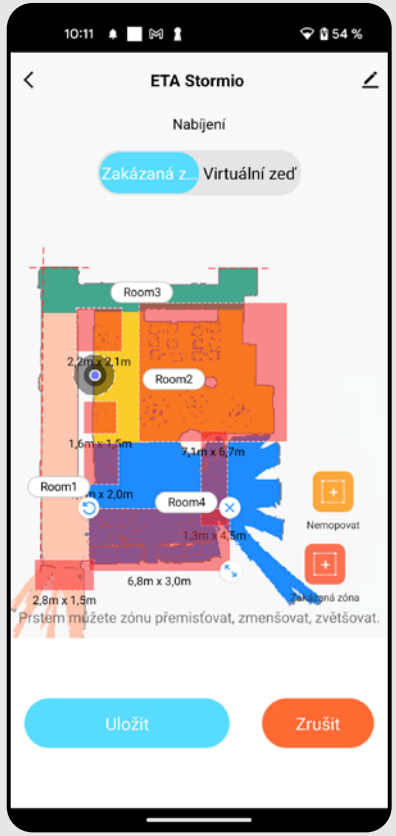 10:11
54 %
ETA Stormio
Nabíjení
Zakázaná z...
Virtuální zeď
Room3
2,2m x 2,1m
Room2
1,6m x 1,5m
7,1m x 6,7m
Room1
m x 2,0m
Room4
1,3m x 4,5m
Nemopovat
6,8m x 3,0m
2,8m x 1,5m
Zakázaná zóna
Prstem můžete zónu přemisťovat, zmenšovat, zvětšovat.
Uložit
Zrušit